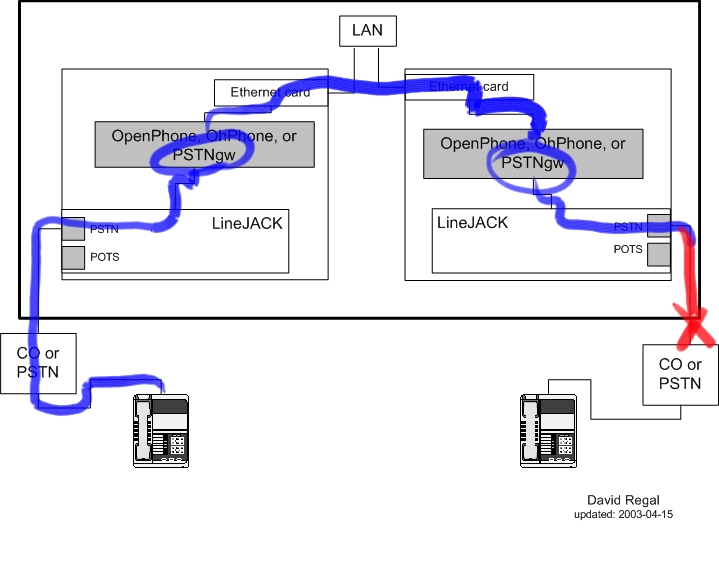 LAN
Ethernet card
Ethernet card
OpenPhone, OhPhone, or
PSTNgw
OpenPhone, OhPhone, or
PSTNgw
PSTN
LineJACK
POTS
LineJACK
PSTN
POTS
CO or
PSTN
CO or
PSTN
David Regal
updated: 2003-04-15